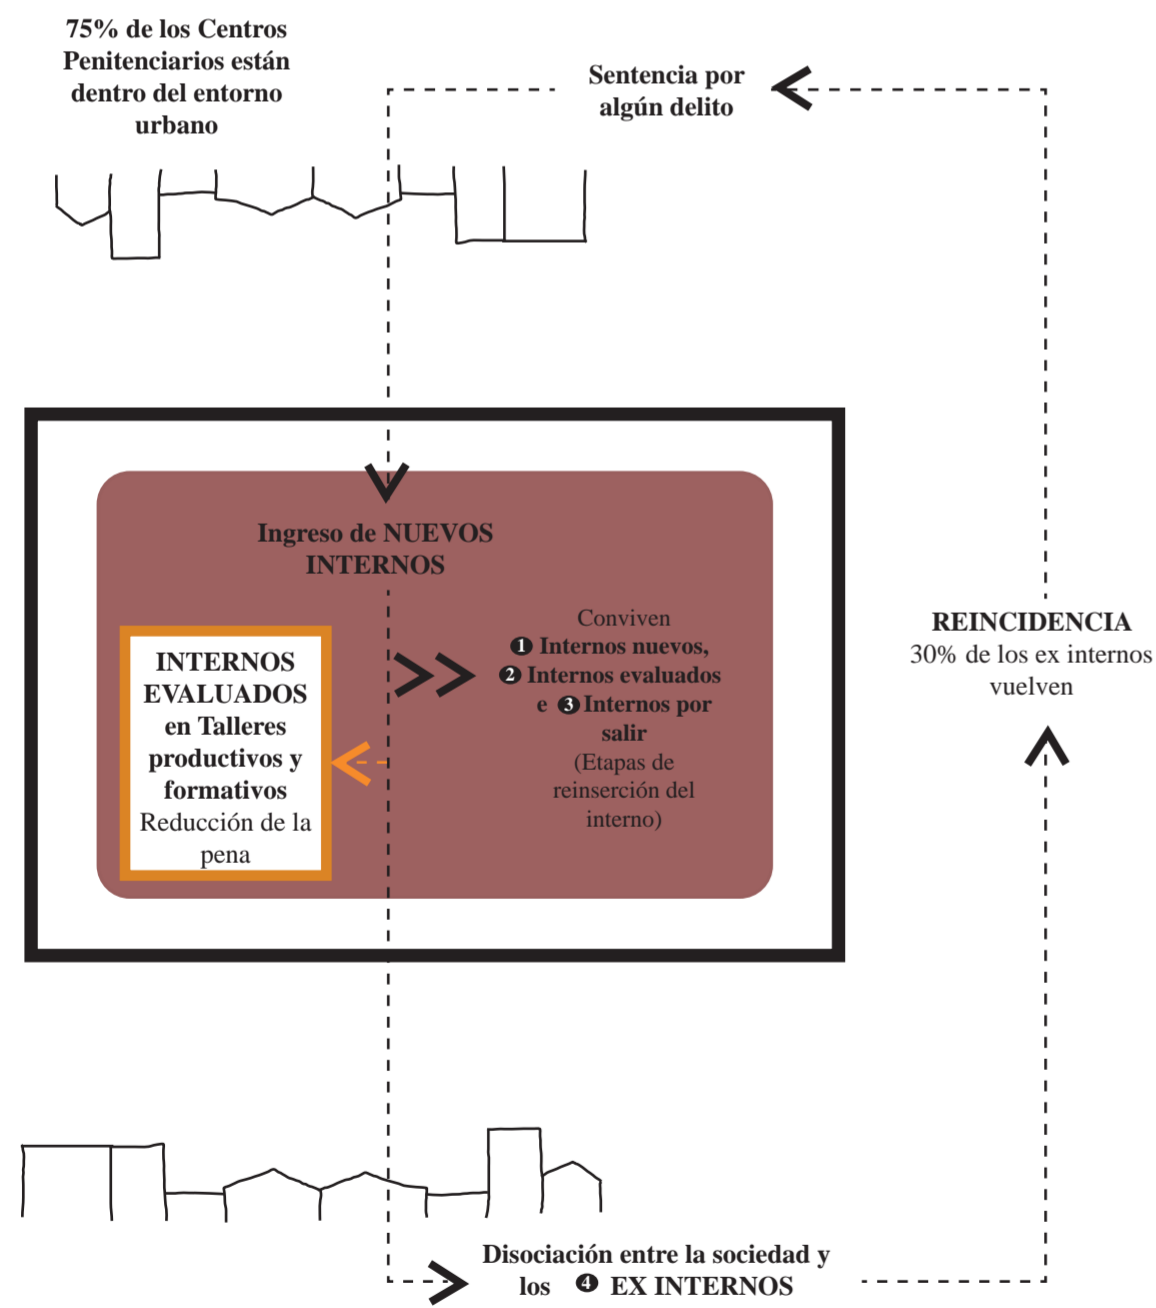 75% de los Centros
Penitenciarios están
dentro del entorno
urbano
Sentencia por
algún delito
Ingreso de NUEVOS
INTERNOS
INTERNOS
EVALUADOS
en Talleres
productivos y
formativos
Reducción de la
pena
Conviven
1 Internos nuevos,
2 Internos evaluados
e 3 Internos por
salir
(Etapas de
reinserción del
interno)
REINCIDENCIA
30% de los ex internos
vuelven
Disociación entre la sociedad y
los 4 EX INTERNOS